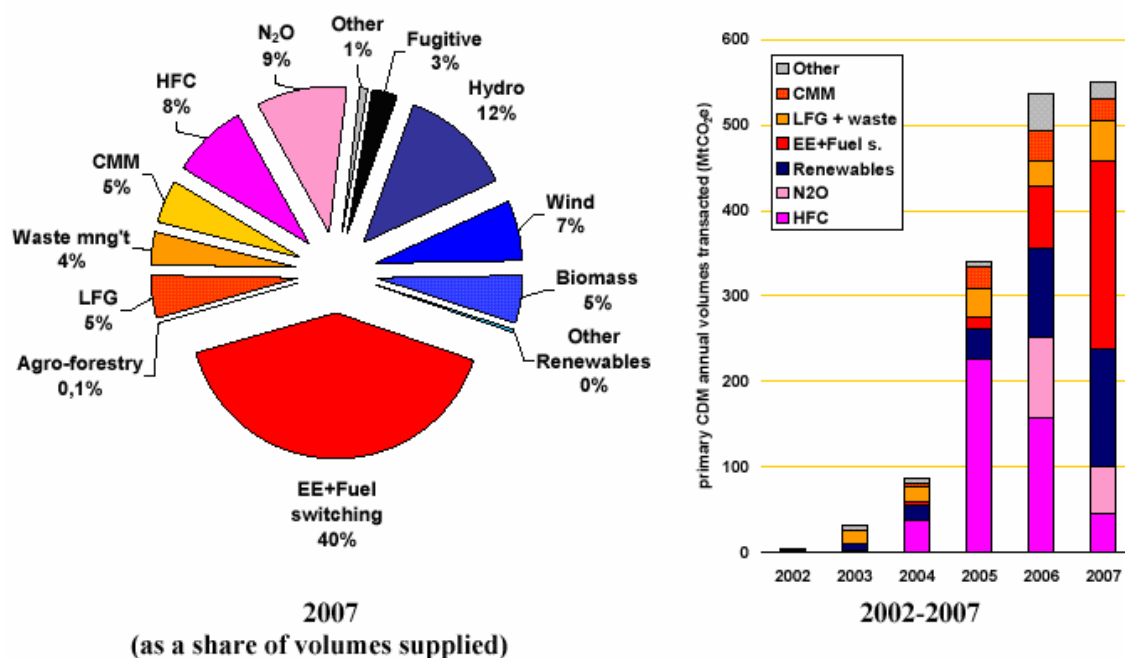 N₂O
9%
Other
1%
Fugitive
3%
Hydro
12%
HFC
8%
CMM
5%
Wind
7%
Waste mng't
4%
Biomass
5%
LFG
5%
Other
Renewables
0%
Agro-forestry
0,1%
EE+Fuel
switching
40%
2007
(as a share of volumes supplied)
primary CDM annual volumes transacted (MtCO₂e)
600
500
400
300
200
100
0
Other
CMM
LFG + waste
EE+Fuel s.
Renewables
N2O
HFC
2002 2003 2004 2005 2006 2007
2002-2007